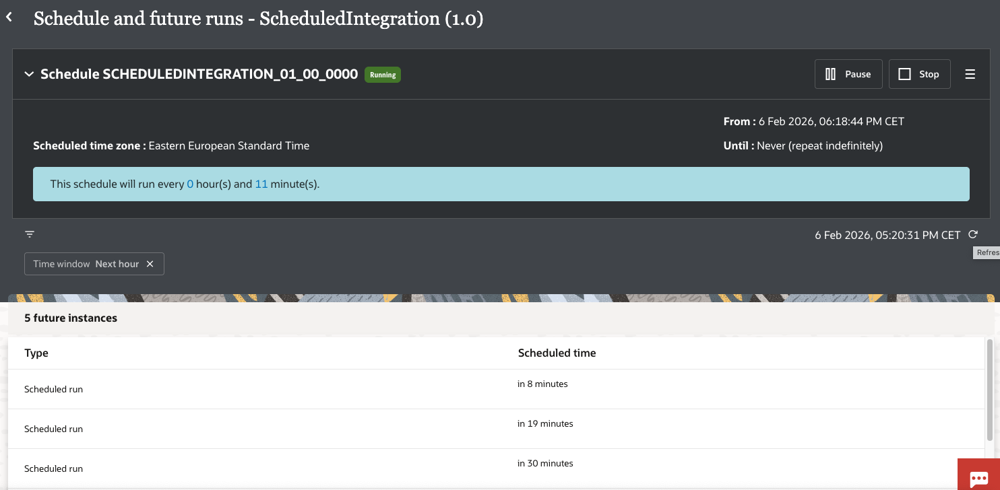 Schedule and future runs - ScheduledIntegration (1.0)
Schedule SCHEDULEDINTEGRATION_01_00_0000 Running Pause Stop
From : 6 Feb 2026, 06:18:44 PM CET
Scheduled time zone : Eastern European Standard Time Until : Never (repeat indefinitely)
This schedule will run every 0 hour(s) and 11 minute(s).
6 Feb 2026, 05:20:31 PM CET
Refres
Time window Next hour
5 future instances
Type Scheduled time
Scheduled run in 8 minutes
Scheduled run in 19 minutes
Scheduled run in 30 minutes